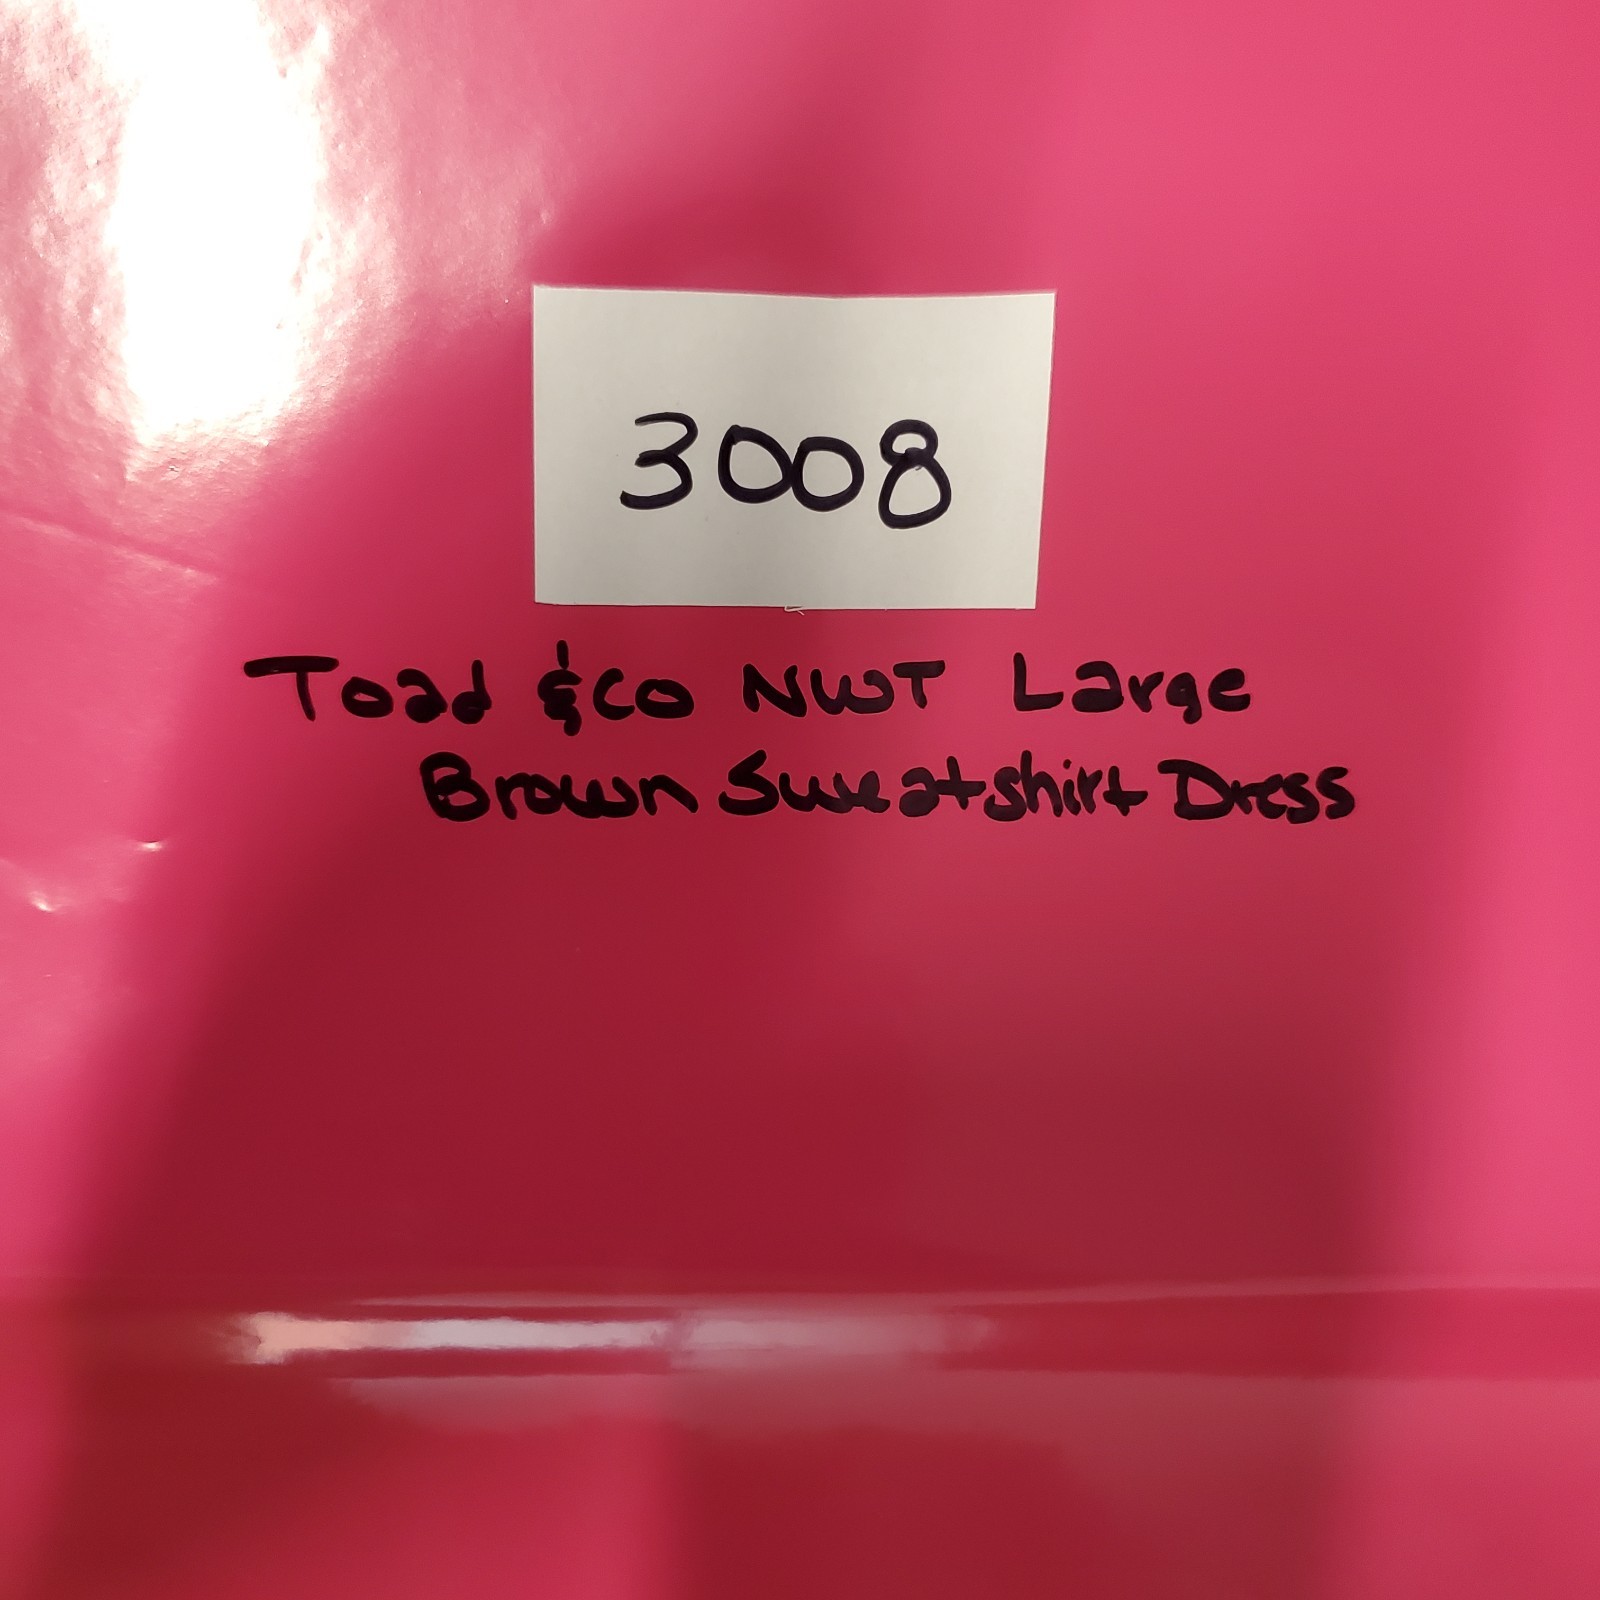 3008
Toad &co NWT Large
Brown Sweatshirt Dress